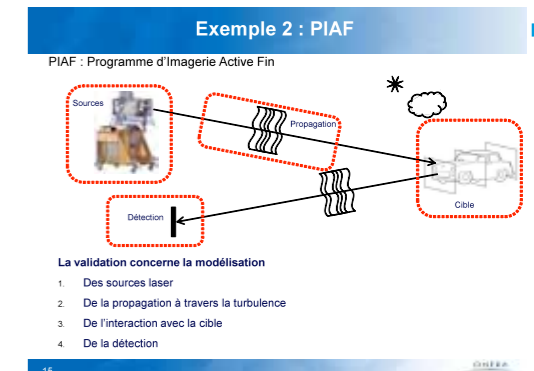 Exemple 2 : PIAF
PIAF : Programme d'Imagerie Active Fin
Sources
Propagation
Cible
Détection
La validation concerne la modélisation
1. Des sources laser
2. De la propagation à travers la turbulence
3. De l'interaction avec la cible
4. De la détection
ONERA